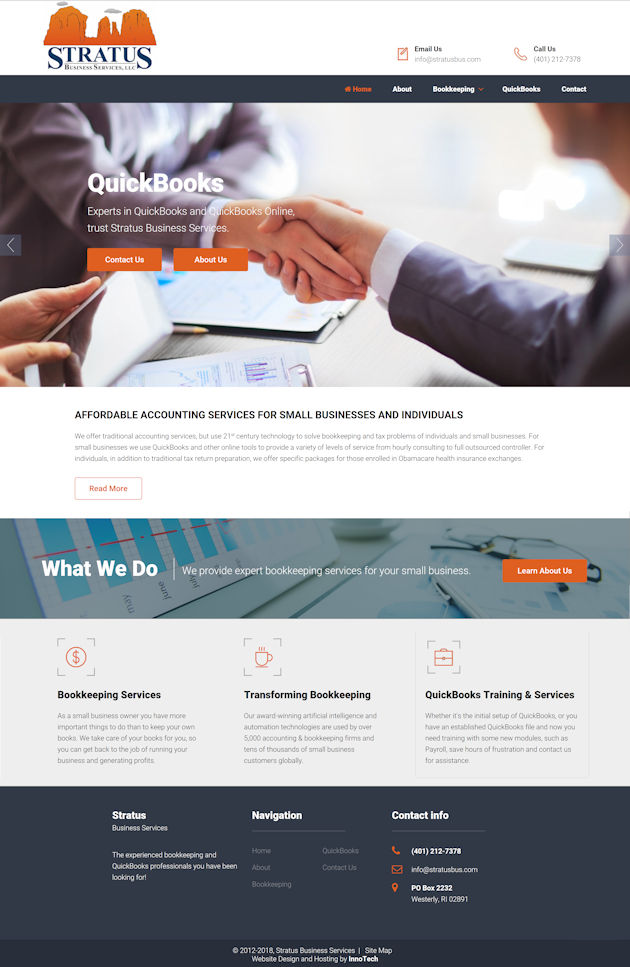 STRATUS
BUSINESS SERVICES, LLC
Email Us
info@stratusbus.com
Call Us
(401) 212-7378
Home
About
Bookkeeping
QuickBooks
Contact
QuickBooks
Experts in QuickBooks and QuickBooks Online,
trust Stratus Business Services.
Contact Us
About Us
AFFORDABLE ACCOUNTING SERVICES FOR SMALL BUSINESSES AND INDIVIDUALS
We offer traditional accounting services, but use 21st century technology to solve bookkeeping and tax problems of individuals and small businesses. For
small businesses we use QuickBooks and other online tools to provide a variety of levels of service from hourly consulting to full outsourced controller. For
individuals, in addition to traditional tax return preparation, we offer specific packages for those enrolled in Obamacare health insurance exchanges.
Read More
What We Do
We provide expert bookkeeping services for your small business.
Learn About Us
may
june
july
Bookkeeping Services
As a small business owner you have more
important things to do than to keep your own
books. We take care of your books for you, so
you can get back to the job of running your
business and generating profits.
Transforming Bookkeeping
Our award-winning artificial intelligence and
automation technologies are used by over
5,000 accounting & bookkeeping firms and
tens of thousands of small business
customers globally.
QuickBooks Training & Services
Whether it's the initial setup of QuickBooks, or you
have an established QuickBooks file and now you
need training with some new modules, such as
Payroll, save hours of frustration and contact us
for assistance.
Stratus
Business Services
The experienced bookkeeping and
QuickBooks professionals you have been
looking for!
Navigation
Home
QuickBooks
About
Contact Us
Bookkeeping
Contact info
(401) 212-7378
info@stratusbus.com
PO Box 2232
Westerly, RI 02891
© 2012-2018, Stratus Business Services | Site Map
Website Design and Hosting by InnoTech